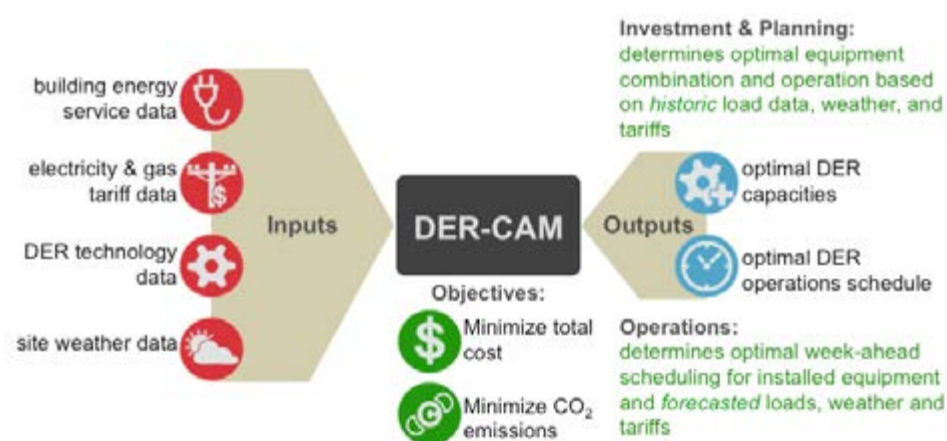 building energy
service data
electricity & gas
tariff data
DER technology
data
site weather data
Inputs
DER-CAM
Objectives:
$
Minimize total
cost
C
Minimize CO₂
emissions
Outputs
Investment & Planning:
determines optimal equipment
combination and operation based
on historic load data, weather, and
tariffs
optimal DER
capacities
optimal DER
operations schedule
Operations:
determines optimal week-ahead
scheduling for installed equipment
and forecasted loads, weather and
tariffs